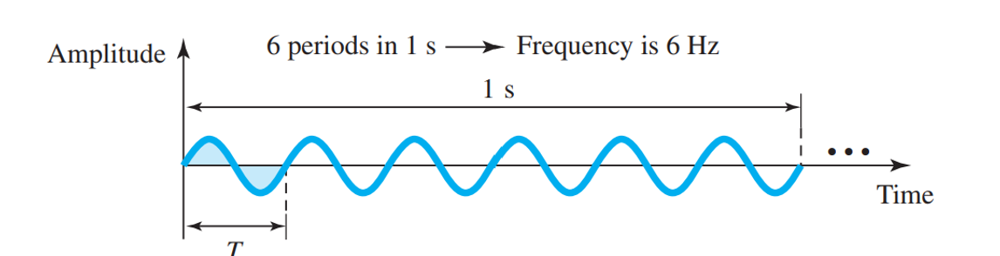 6 periods in 1 s → Frequency is 6 Hz
Amplitude
1 s
•••
Time
T